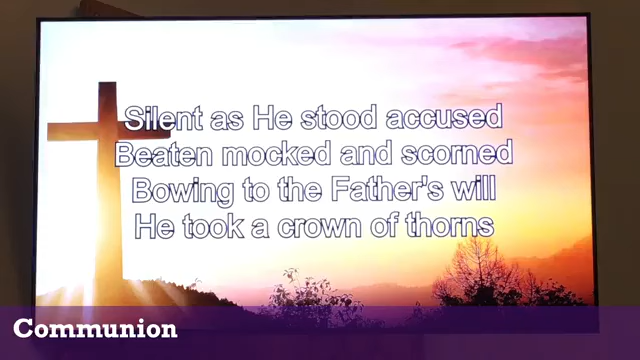 Silent as He stood accused
Beaten mocked and scorned
Bowing to the Father's will
He took a crown of thorns
Communion